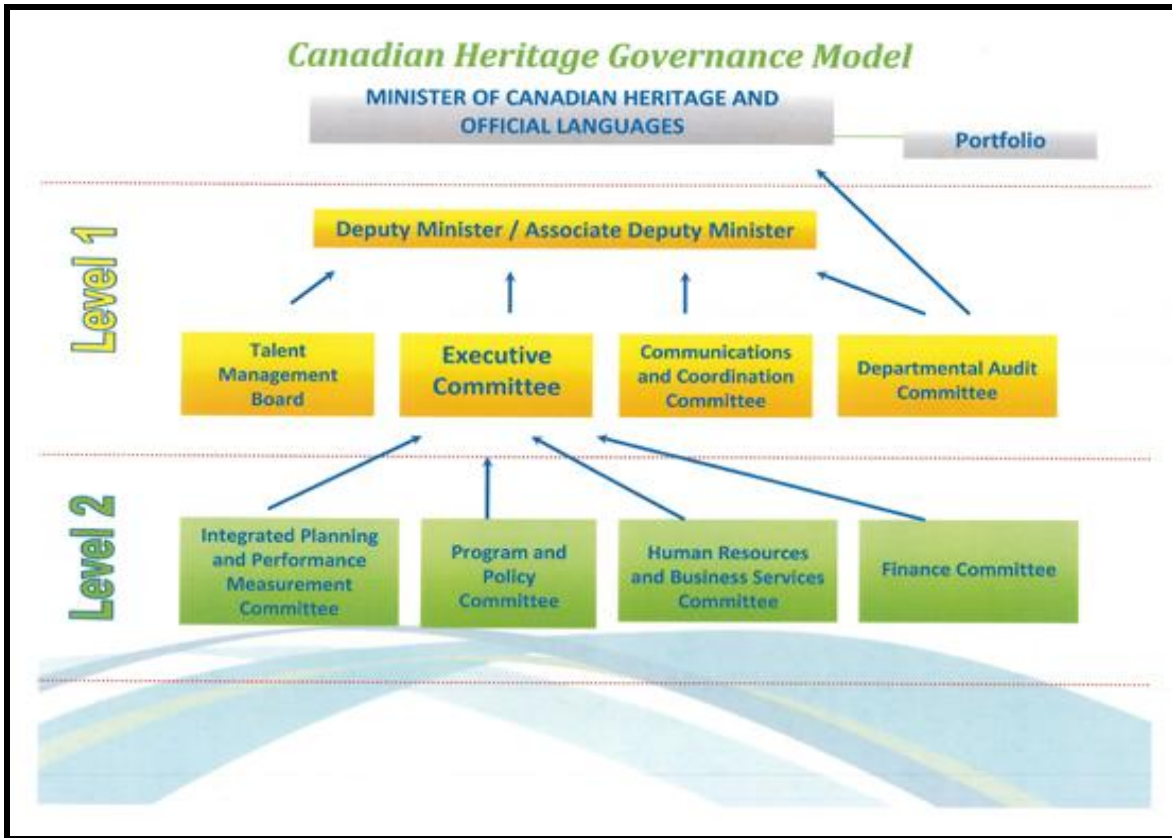 Canadian Heritage Governance Model
MINISTER OF CANADIAN HERITAGE AND
OFFICIAL LANGUAGES
Portfolio
Level 1
Deputy Minister / Associate Deputy Minister
Talent
Management
Board
Executive
Committee
Communications
and Coordination
Committee
Departmental Audit
Committee
Level 2
Integrated Planning
and Performance
Measurement
Committee
Program and
Policy
Committee
Human Resources
and Business Services
Committee
Finance Committee